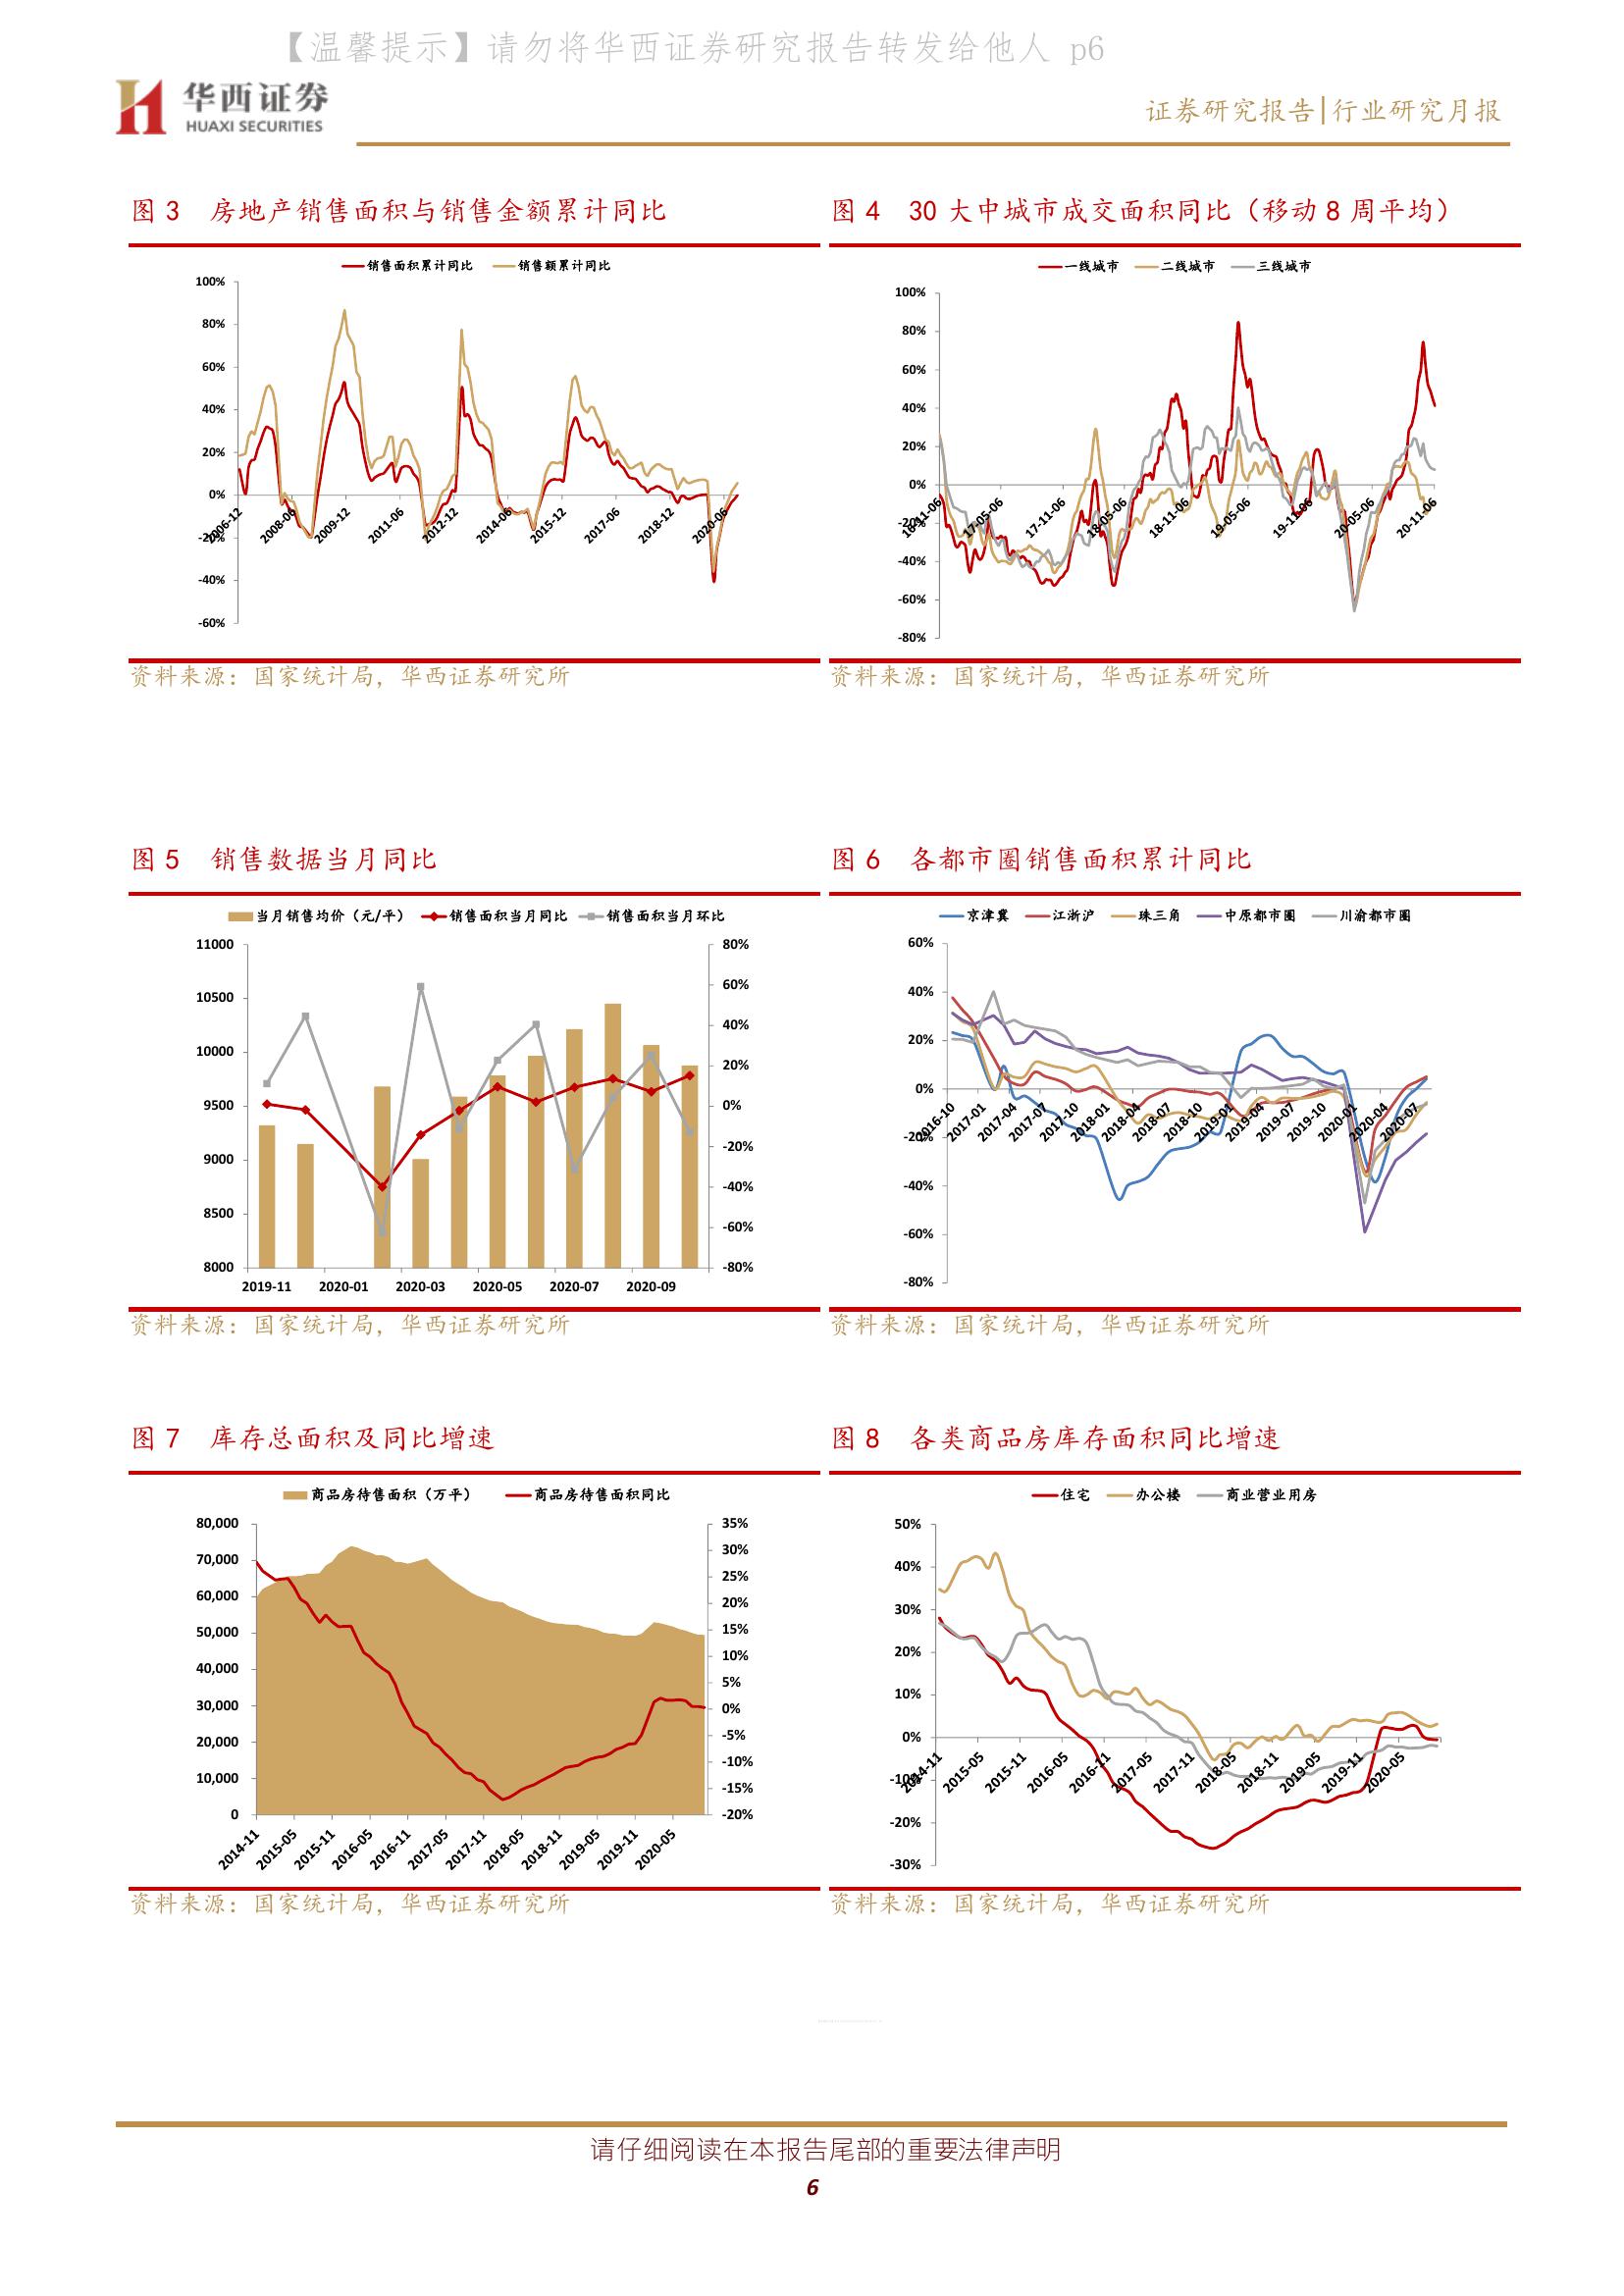 【温馨提示】请勿将华西证券研究报告转发给他人 p6
华西证券
HUAXI SECURITIES
证券研究报告|行业研究月报
图 3 房地产销售面积与销售金额累计同比
销售面积累计同比 销售额累计同比
100%
80%
60%
40%
20%
0%
-20%
-40%
-60%
2006-12 2008-06 2009-12 2011-06 2012-12 2014-06 2015-12 2017-06 2018-12 2020-06
资料来源：国家统计局，华西证券研究所
图 4 30 大中城市成交面积同比（移动 8 周平均）
一线城市 二线城市 三线城市
100%
80%
60%
40%
20%
0%
-20%
-40%
-60%
-80%
16-11-06 17-05-06 17-11-06 18-05-06 18-11-06 19-05-06 19-11-06 20-05-06 20-11-06
资料来源：国家统计局，华西证券研究所
图 5 销售数据当月同比
当月销售均价（元/平） 销售面积当月同比 销售面积当月环比
11000
10500
10000
9500
9000
8500
8000
80%
60%
40%
20%
0%
-20%
-40%
-60%
-80%
2019-11 2020-01 2020-03 2020-05 2020-07 2020-09
资料来源：国家统计局，华西证券研究所
图 6 各都市圈销售面积累计同比
京津冀 江浙沪 珠三角 中原都市圈 川渝都市圈
60%
40%
20%
0%
-20%
-40%
-60%
-80%
2016-10 2017-01 2017-04 2017-07 2017-10 2018-01 2018-04 2018-07 2018-10 2019-01 2019-04 2019-07 2019-10 2020-01 2020-04 2020-07
资料来源：国家统计局，华西证券研究所
图 7 库存总面积及同比增速
商品房待售面积（万平） 商品房待售面积同比
80,000
70,000
60,000
50,000
40,000
30,000
20,000
10,000
0
35%
30%
25%
20%
15%
10%
5%
0%
-5%
-10%
-15%
-20%
2014-11 2015-05 2015-11 2016-05 2016-11 2017-05 2017-11 2018-05 2018-11 2019-05 2019-11 2020-05
资料来源：国家统计局，华西证券研究所
图 8 各类商品房库存面积同比增速
住宅 办公楼 商业营业用房
50%
40%
30%
20%
10%
0%
-10%
-20%
-30%
2014-11 2015-05 2015-11 2016-05 2016-11 2017-05 2017-11 2018-05 2018-11 2019-05 2019-11 2020-05
资料来源：国家统计局，华西证券研究所
请仔细阅读在本报告尾部的重要法律声明
6